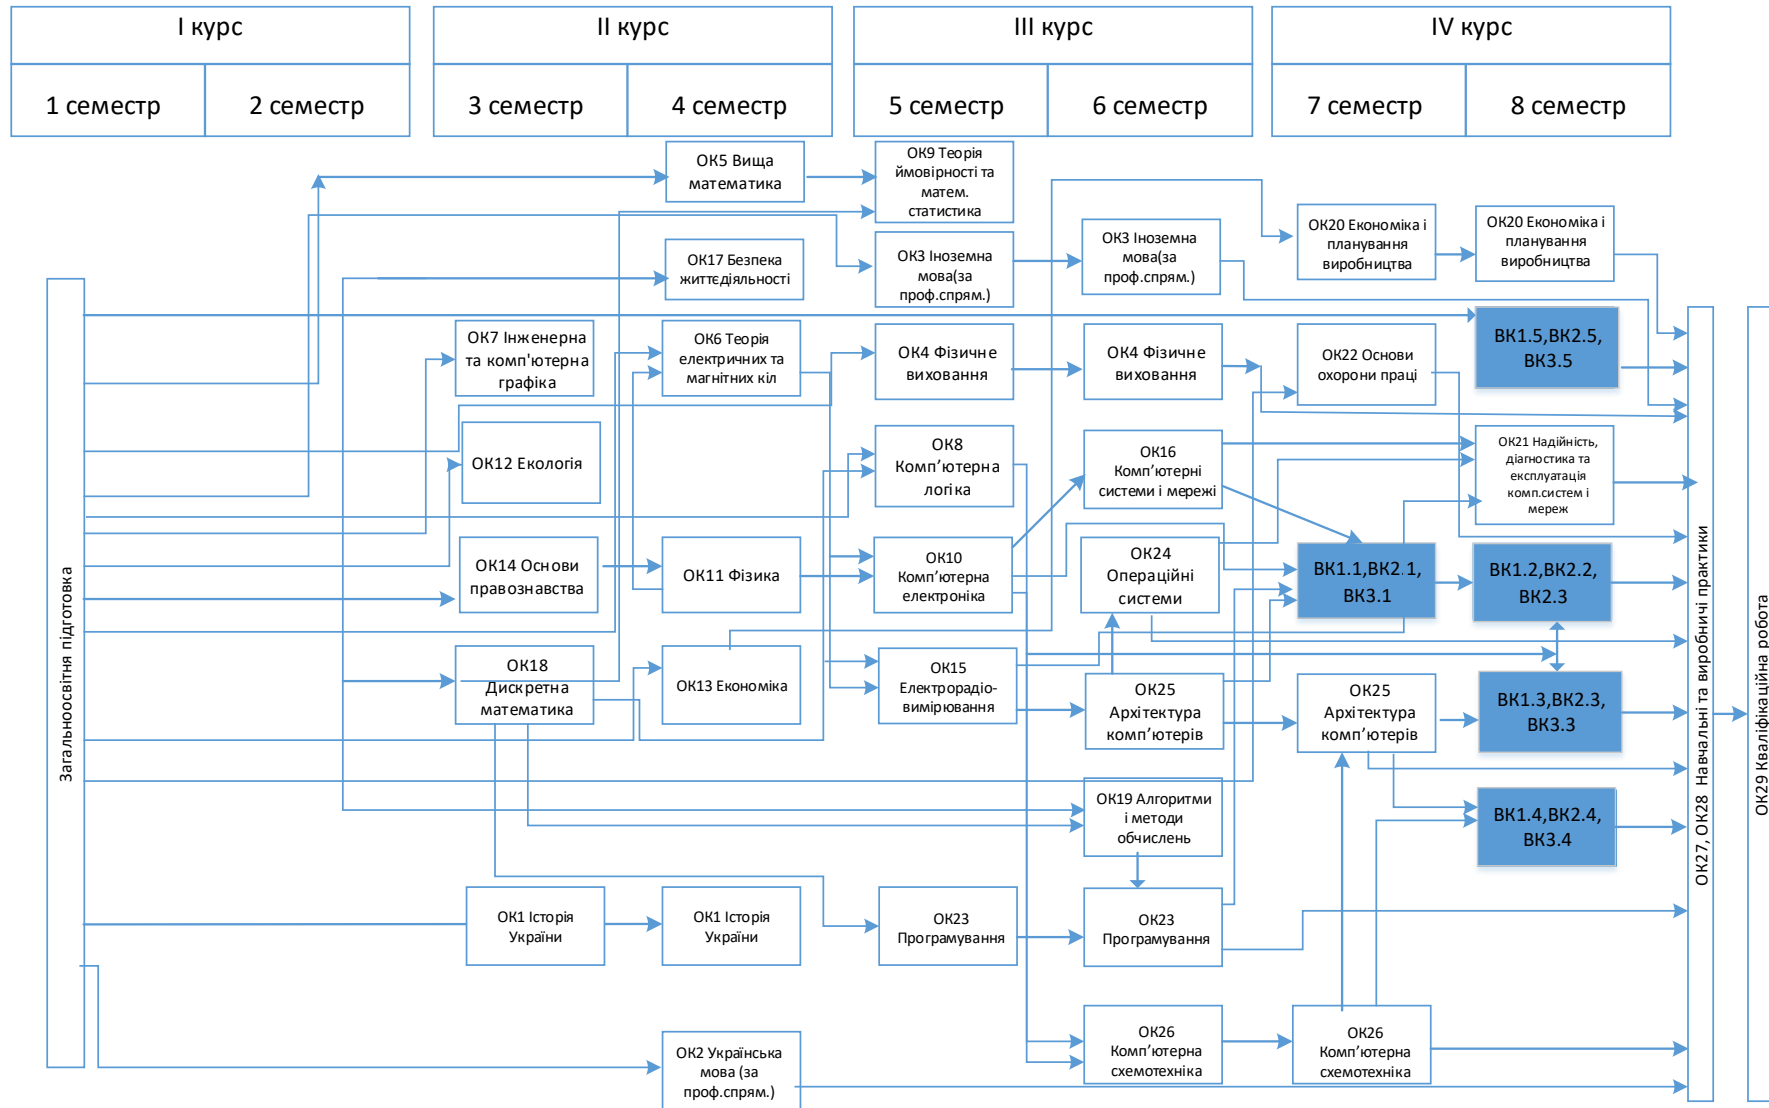 І курс
ІІ курс
ІІІ курс
IV курс
1 семестр
2 семестр
3 семестр
4 семестр
5 семестр
6 семестр
7 семестр
8 семестр
ОК5 Вища
математика
ОК9 Теорія
ймовірності та
матем.
статистика
ОК17 Безпека
життєдіяльності
ОК3 Іноземна
мова(за
проф.спрям.)
ОК3 Іноземна
мова(за
проф.спрям.)
ОК20 Економіка і
планування
виробництва
ОК20 Економіка і
планування
виробництва
ОК7 Інженерна
та комп'ютерна
графіка
ОК6 Теорія
електричних та
магнітних кіл
ОК4 Фізичне
виховання
ОК4 Фізичне
виховання
ОК22 Основи
охорони праці
ВК1.5,ВК2.5,
ВК3.5
ОК12 Екологія
ОК8
Комп’ютерна
логіка
ОК16
Комп’ютерні
системи і мережі
ОК21 Надійність,
діагностика та
експлуатація
комп.систем і
мереж
ОК14 Основи
правознавства
ОК11 Фізика
ОК10
Комп’ютерна
електроніка
ОК24
Операційні
системи
ВК1.1,ВК2.1,
ВК3.1
ВК1.2,ВК2.2,
ВК2.3
ОК18
Дискретна
математика
ОК13 Економіка
ОК15
Електрорадіо-
вимірювання
ОК25
Архітектура
комп’ютерів
ОК25
Архітектура
комп’ютерів
ВК1.3,ВК2.3,
ВК3.3
ОК19 Алгоритми
і методи
обчислень
ВК1.4,ВК2.4,
ВК3.4
ОК1 Історія
України
ОК1 Історія
України
ОК23
Програмування
ОК23
Програмування
ОК2 Українська
мова (за
проф.спрям.)
ОК26
Комп’ютерна
схемотехніка
ОК26
Комп’ютерна
схемотехніка
Загальноосвітня підготовка
ОК27, ОК28 Навчальні та виробничі практики
ОК29 Кваліфікаційна робота